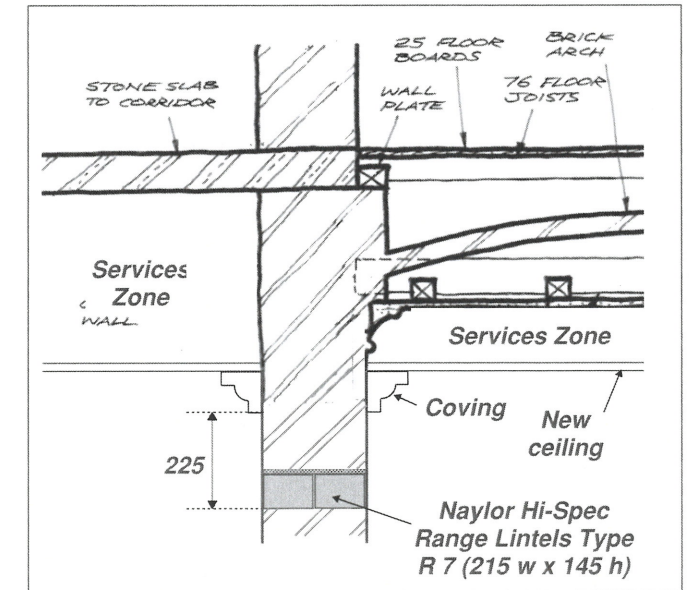 25 FLOOR
BOARDS
BRICK
ARCH
STONE SLAB
TO CORRIDOR
WALL
PLATE
76 FLOOR
JOISTS
Services
Zone
WALL
Services Zone
Coving
New
ceiling
225
Naylor Hi-Spec
Range Lintels Type
R 7 (215 w x 145 h)